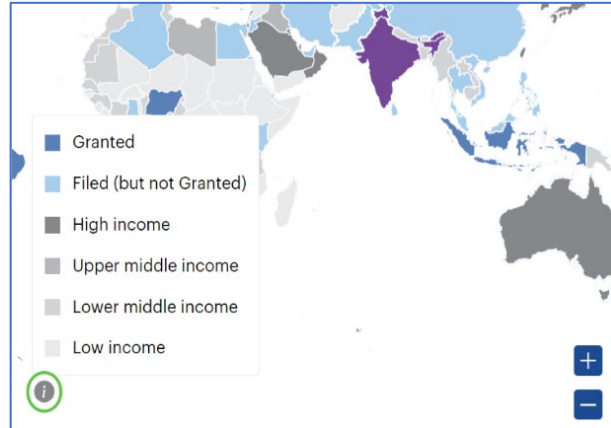 Granted
Filed (but not Granted)
High income
Upper middle income
Lower middle income
Low income
i
+
−